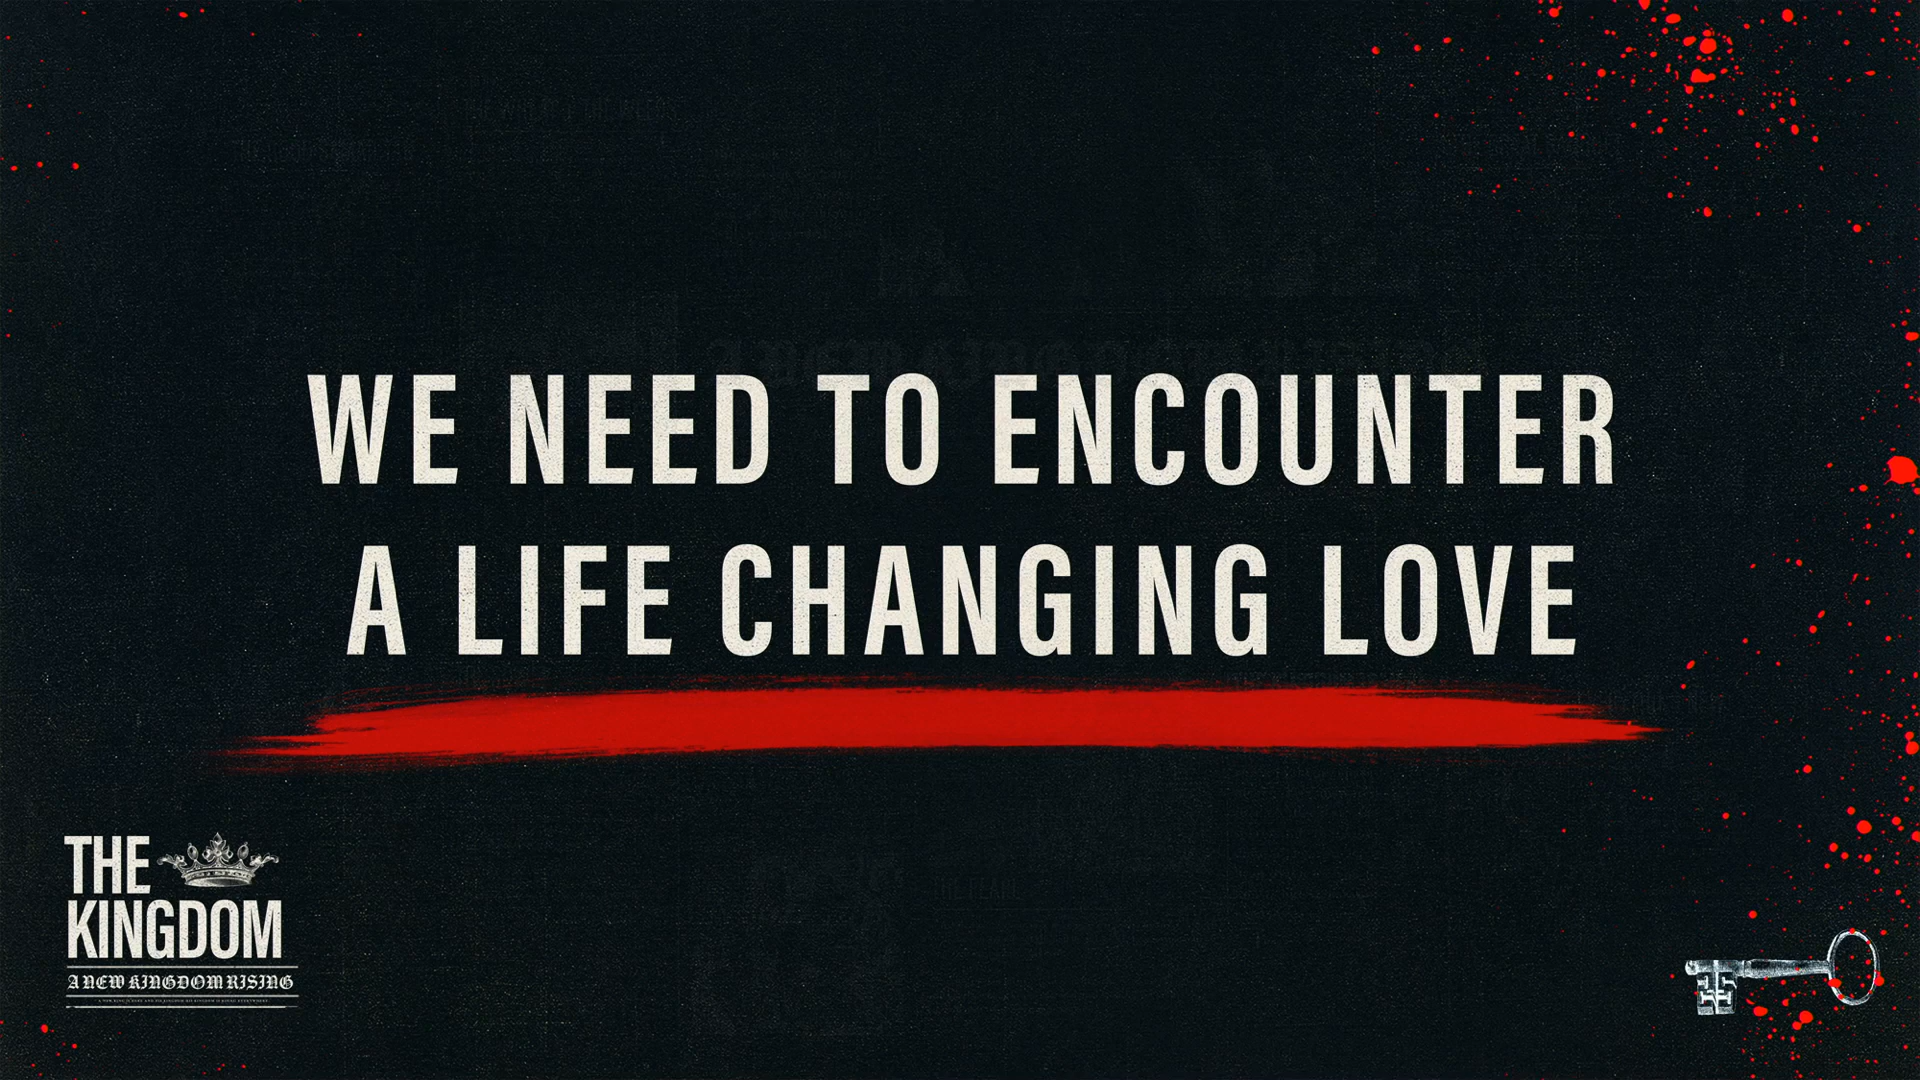 WE NEED TO ENCOUNTER
A LIFE CHANGING LOVE
THE
KINGDOM
A NEW KINGDOM RISING